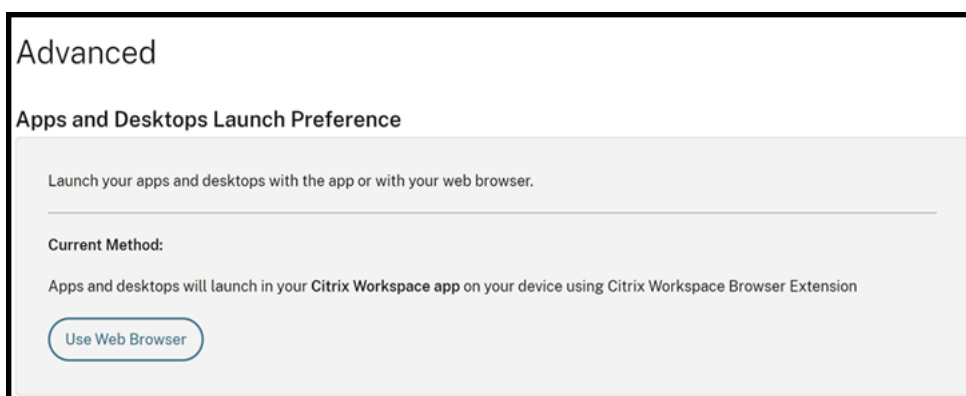 Advanced
Apps and Desktops Launch Preference
Launch your apps and desktops with the app or with your web browser.
Current Method:
Apps and desktops will launch in your Citrix Workspace app on your device using Citrix Workspace Browser Extension
Use Web Browser